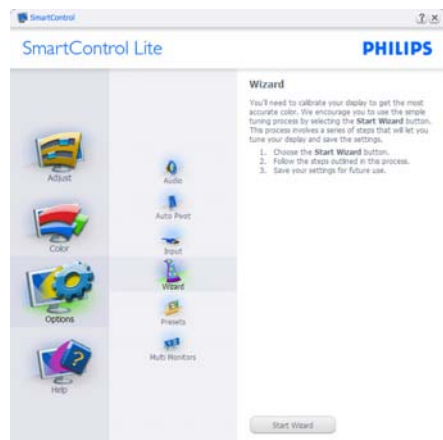 SmartControl
? ×
SmartControl Lite
PHILIPS
Adjust
Color
Options
Help
Audio
Auto Pivot
Input
Wizard
Presets
Multi Monitors
Wizard
You'll need to calibrate your display to get the most
accurate color. We encourage you to use the simple
tuning process by selecting the Start Wizard button.
This process involves a series of steps that will let you
tune your display and save the settings.
1. Choose the Start Wizard button.
2. Follow the steps outlined in the process.
3. Save your settings for future use.
Start Wizard